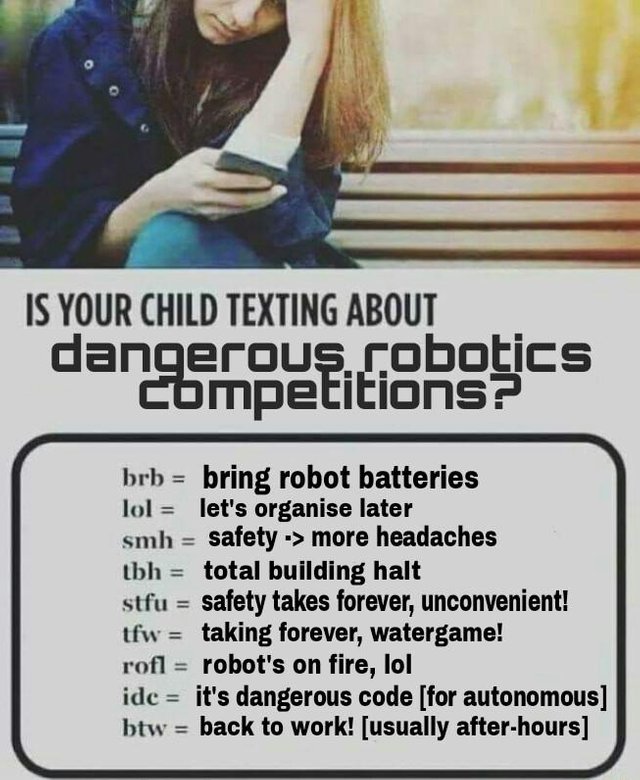 IS YOUR CHILD TEXTING ABOUT
dangerous robotics
competitions?
brb = bring robot batteries
lol = let's organise later
smh = safety -> more headaches
tbh = total building halt
stfu = safety takes forever, unconvenient!
tfw = taking forever, watergame!
rofl = robot's on fire, lol
idc = it's dangerous code [for autonomous]
btw = back to work! [usually after-hours]